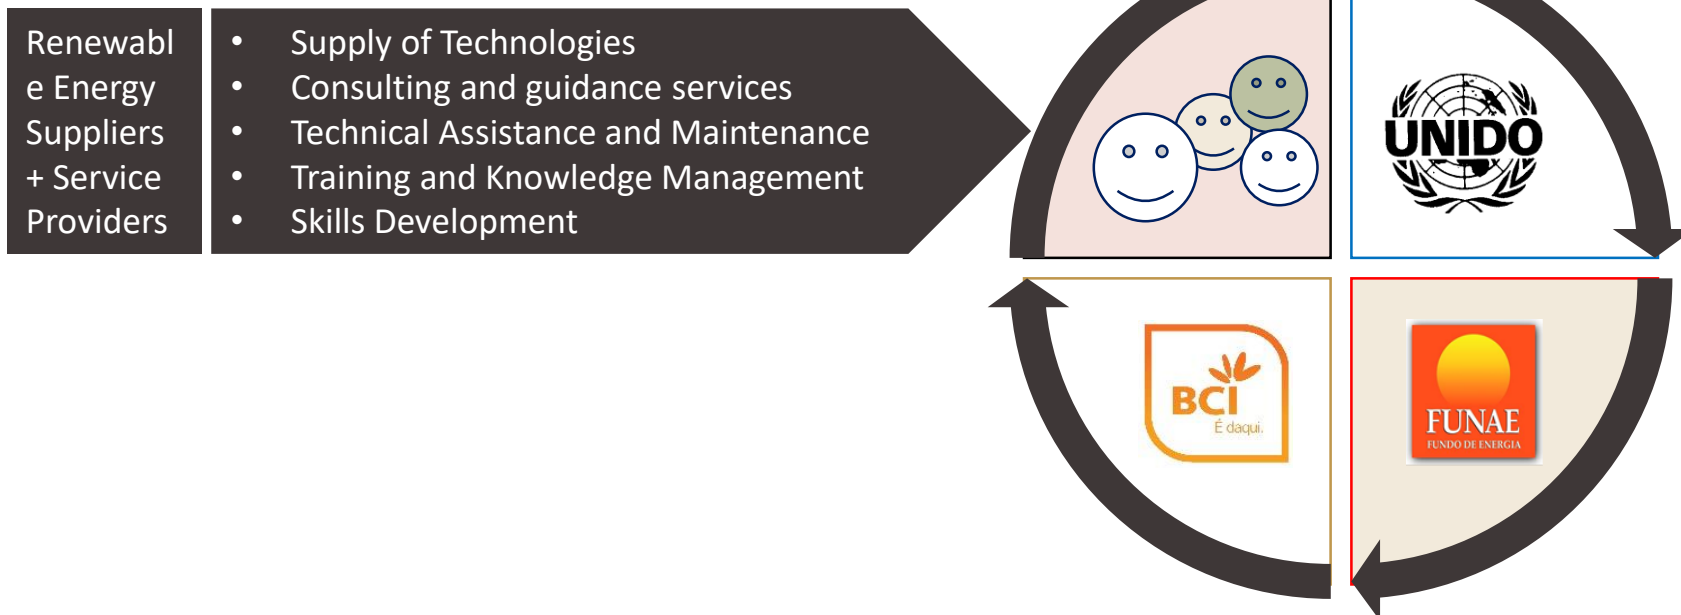 Renewabl
e Energy
Suppliers
+ Service
Providers
• Supply of Technologies
• Consulting and guidance services
• Technical Assistance and Maintenance
• Training and Knowledge Management
• Skills Development
UNIDO
BCI
É daqui.
FUNAE
FUNDO DE ENERGIA